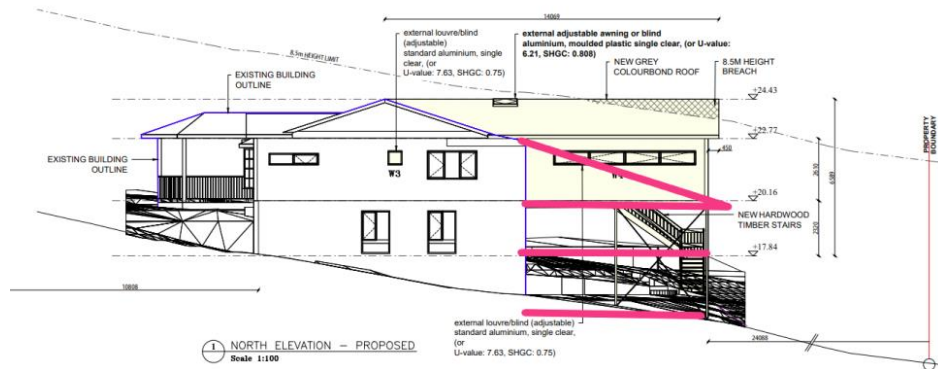 14069
external louvre/blind
(adjustable)
standard aluminium, single
clear, (or
U-value: 7.63, SHGC: 0.75)
external adjustable awning or blind
aluminium, moulded plastic single clear, (or U-value:
6.21, SHGC: 0.808)
8.5m HEIGHT LIMIT
EXISTING BUILDING
OUTLINE
NEW GREY
COLOURBOND ROOF
8.5M HEIGHT
BREACH
+24.43
+22.77
EXISTING BUILDING
OUTLINE
W3
450
2610
6589
PROPERTY
BOUNDARY
+20.16
NEW HARDWOOD
TIMBER STAIRS
2320
+17.84
10808
24088
external louvre/blind (adjustable)
standard aluminium, single clear,
(or
U-value: 7.63, SHGC: 0.75)
1 NORTH ELEVATION – PROPOSED
Scale 1:100